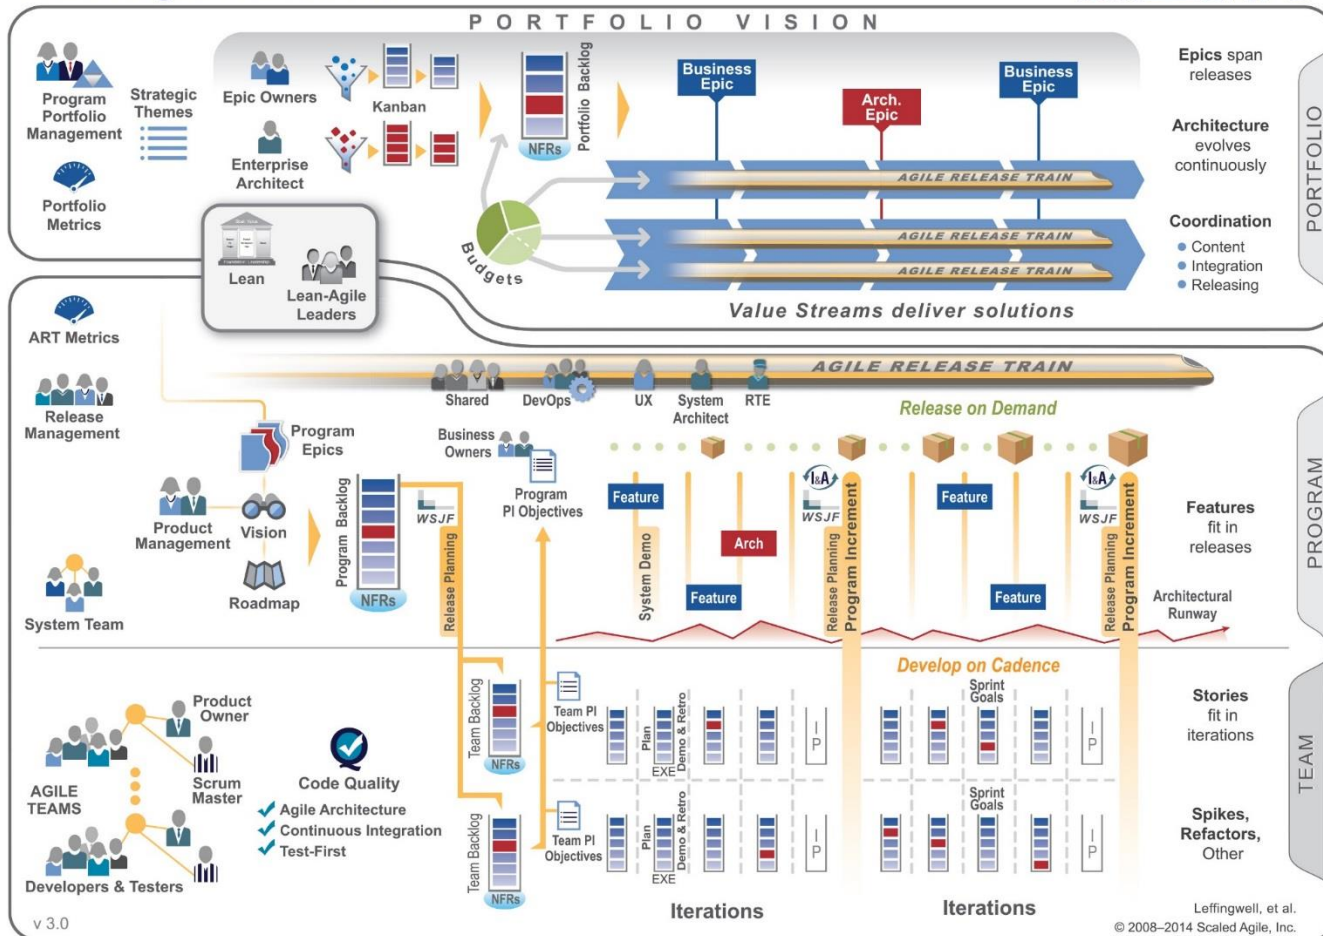 PORTFOLIO VISION
Program
Portfolio
Management
Strategic
Themes
Portfolio
Metrics
Epic Owners
Enterprise
Architect
Kanban
Portfolio Backlog
NFRs
Budgets
Business
Epic
Arch.
Epic
Business
Epic
AGILE RELEASE TRAIN
AGILE RELEASE TRAIN
AGILE RELEASE TRAIN
Value Streams deliver solutions
Epics span
releases
Architecture
evolves
continuously
Coordination
Content
Integration
Releasing
PORTFOLIO
Lean
Lean-Agile
Leaders
ART Metrics
Release
Management
AGILE RELEASE TRAIN
Shared
DevOps
UX
System
Architect
RTE
Release on Demand
Program
Epics
Product
Management
Vision
Roadmap
System Team
Program Backlog
NFRs
WSJF
Release Planning
Business
Owners
Program
PI Objectives
Feature
System Demo
Feature
Arch
I&A
WSJF
Release Planning
Program Increment
Feature
Feature
I&A
WSJF
Release Planning
Program Increment
Features
fit in
releases
Architectural
Runway
PROGRAM
Develop on Cadence
Product
Owner
Scrum
Master
AGILE
TEAMS
Developers & Testers
Code Quality
Agile Architecture
Continuous Integration
Test-First
Team Backlog
NFRs
Team PI
Objectives
Plan
EXE
Demo & Retro
I P
Sprint
Goals
I P
Team Backlog
NFRs
Team PI
Objectives
Plan
EXE
Demo & Retro
I P
Sprint
Goals
I P
Iterations
Iterations
Stories
fit in
iterations
Spikes,
Refactors,
Other
TEAM
v 3.0
Leffingwell, et al.
© 2008–2014 Scaled Agile, Inc.